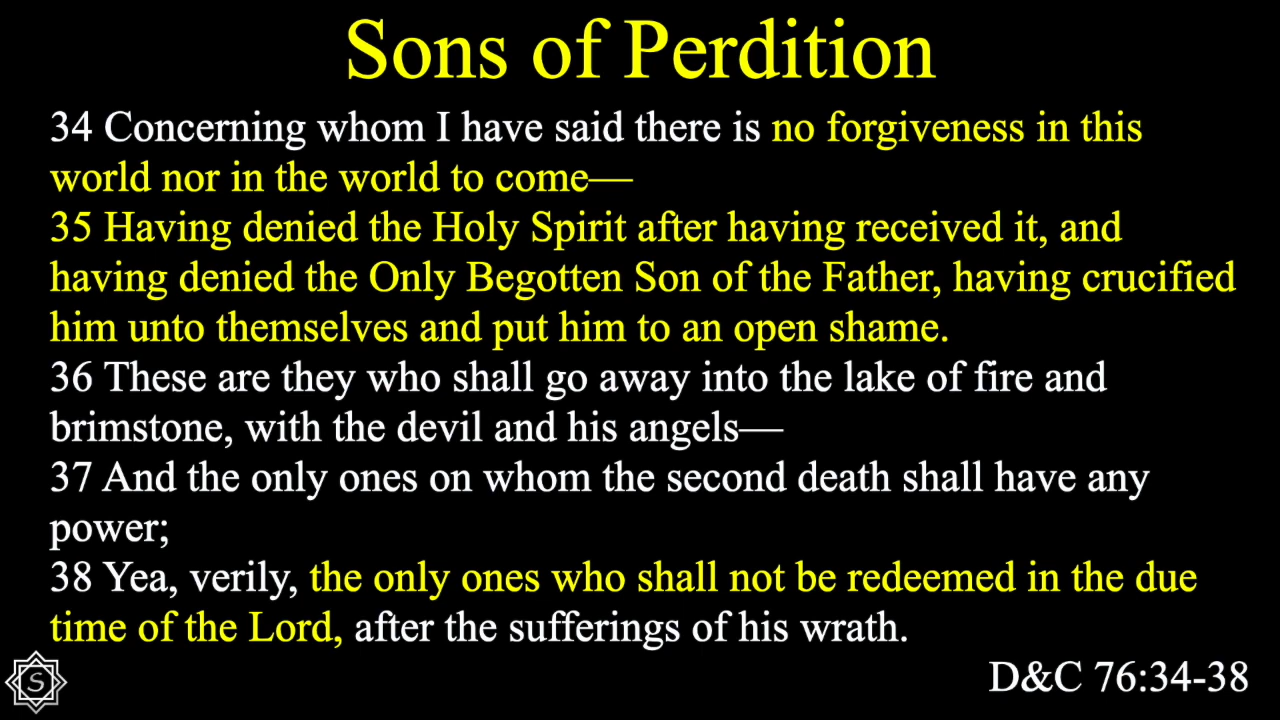 Sons of Perdition
34 Concerning whom I have said there is no forgiveness in this
world nor in the world to come—
35 Having denied the Holy Spirit after having received it, and
having denied the Only Begotten Son of the Father, having crucified
him unto themselves and put him to an open shame.
36 These are they who shall go away into the lake of fire and
brimstone, with the devil and his angels—
37 And the only ones on whom the second death shall have any
power;
38 Yea, verily, the only ones who shall not be redeemed in the due
time of the Lord, after the sufferings of his wrath.
S
D&C 76:34-38